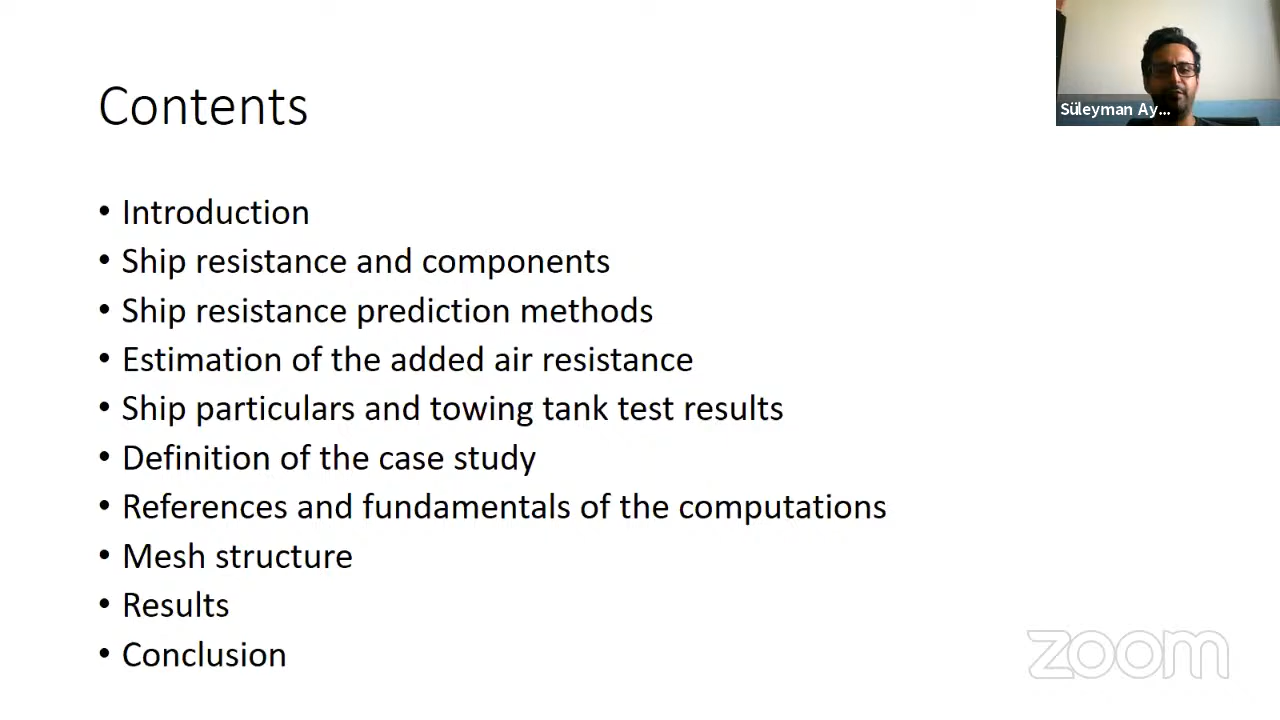 Contents
• Introduction
• Ship resistance and components
• Ship resistance prediction methods
• Estimation of the added air resistance
• Ship particulars and towing tank test results
• Definition of the case study
• References and fundamentals of the computations
• Mesh structure
• Results
• Conclusion
Süleyman Ay...
zoom